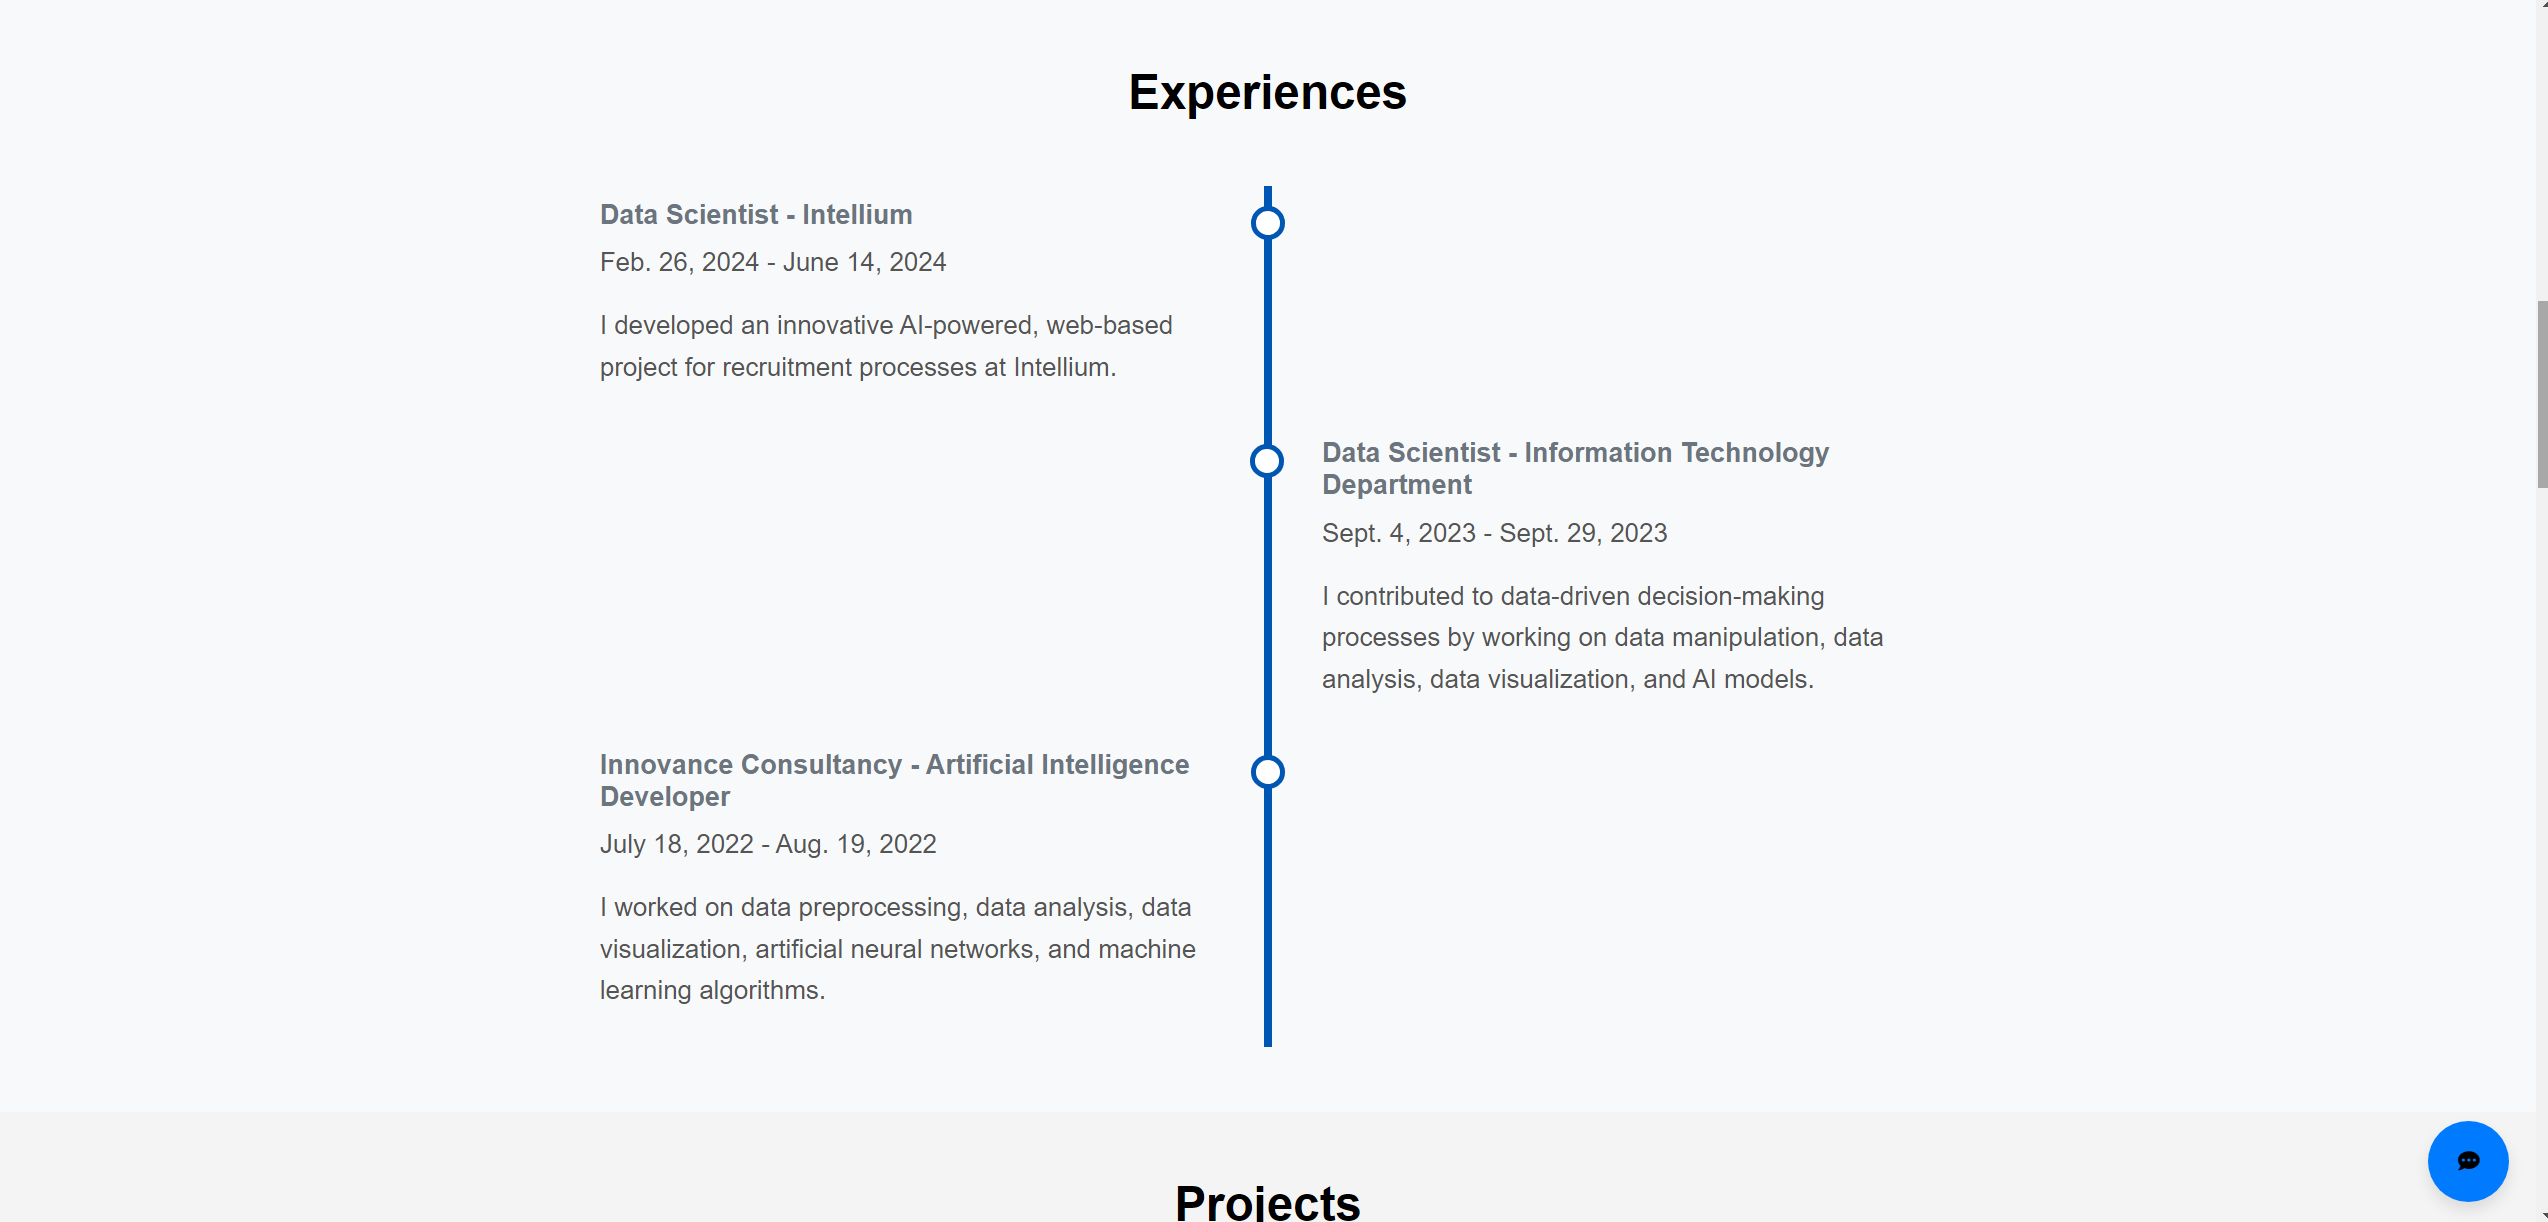 Experiences
Data Scientist - Intellium
Feb. 26, 2024 - June 14, 2024
I developed an innovative AI-powered, web-based
project for recruitment processes at Intellium.
Data Scientist - Information Technology
Department
Sept. 4, 2023 - Sept. 29, 2023
I contributed to data-driven decision-making
processes by working on data manipulation, data
analysis, data visualization, and AI models.
Innovance Consultancy - Artificial Intelligence
Developer
July 18, 2022 - Aug. 19, 2022
I worked on data preprocessing, data analysis, data
visualization, artificial neural networks, and machine
learning algorithms.
Projects